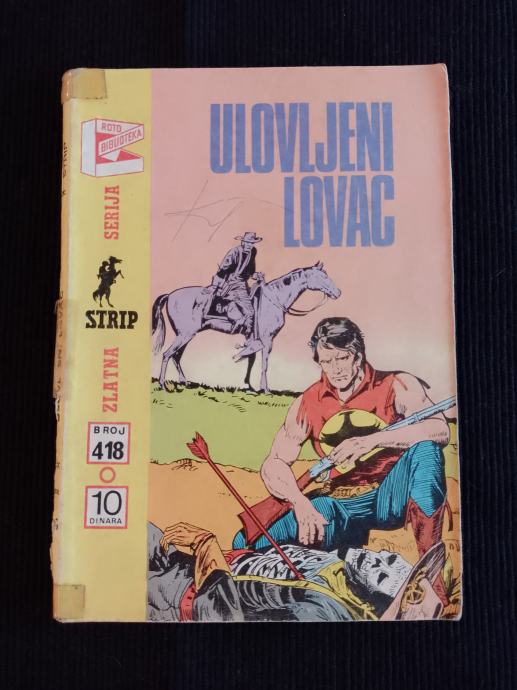 ULOVLJENI
LOVAC
ROTO
BIBLIOTEKA
ZLATNA SERIJA
STRIP
BROJ
418
10
DINARA